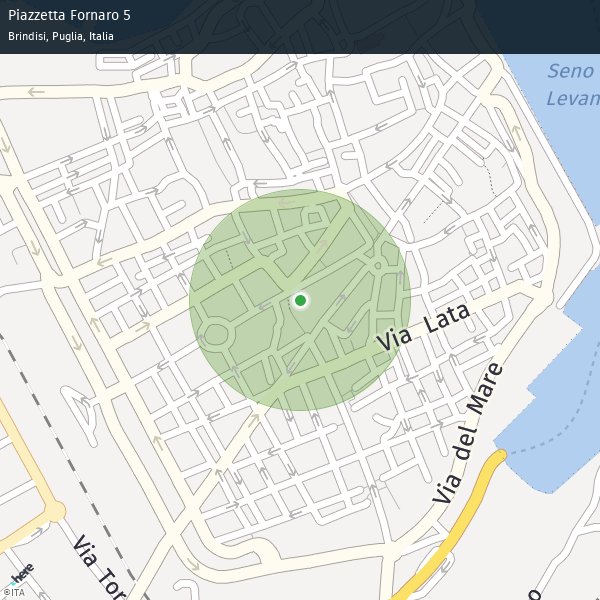 Piazzetta Fornaro 5
Brindisi, Puglia, Italia
Seno
Levan
Via Lata
Via del Mare
Via Tor
here
©ITA
o